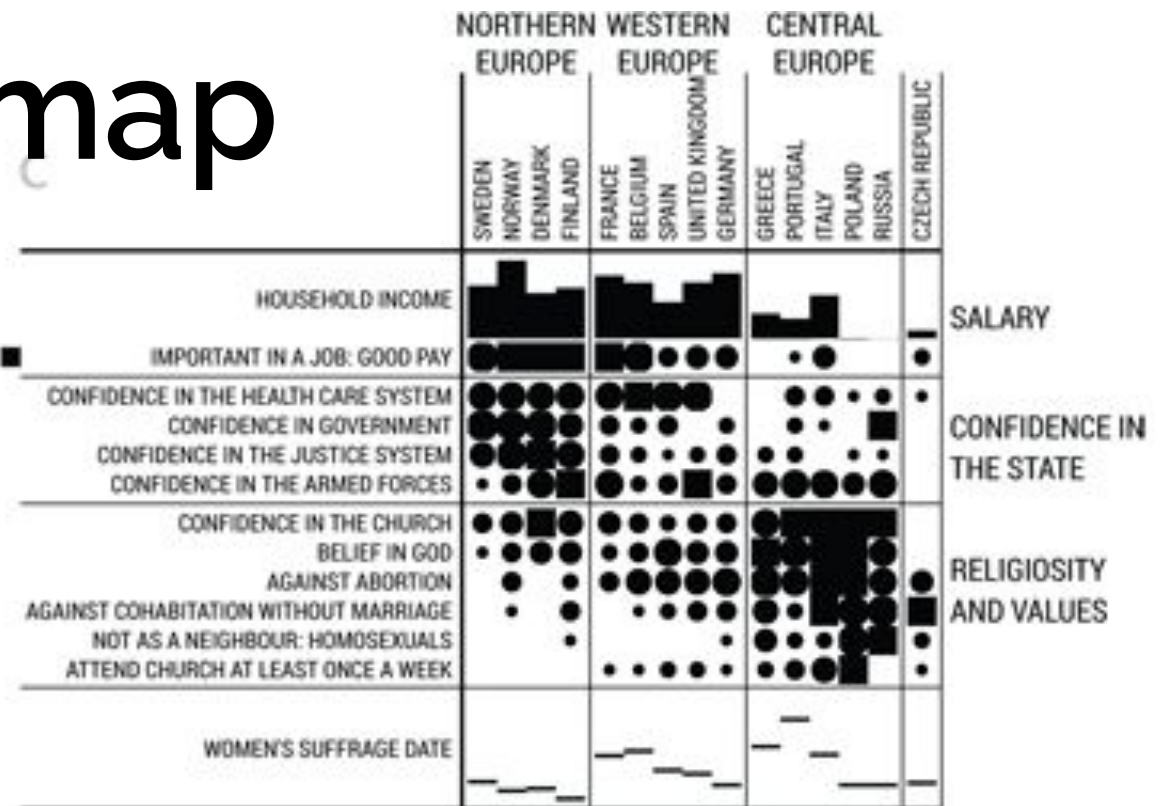 map
NORTHERN WESTERN CENTRAL
EUROPE EUROPE EUROPE
SWEDEN
NORWAY
DENMARK
FINLAND
FRANCE
BELGIUM
SPAIN
UNITED KINGDOM
GERMANY
GREECE
PORTUGAL
ITALY
POLAND
RUSSIA
CZECH REPUBLIC
HOUSEHOLD INCOME
SALARY
IMPORTANT IN A JOB: GOOD PAY
CONFIDENCE IN THE HEALTH CARE SYSTEM
CONFIDENCE IN GOVERNMENT
CONFIDENCE IN THE JUSTICE SYSTEM
CONFIDENCE IN THE ARMED FORCES
CONFIDENCE IN
THE STATE
CONFIDENCE IN THE CHURCH
BELIEF IN GOD
AGAINST ABORTION
AGAINST COHABITATION WITHOUT MARRIAGE
NOT AS A NEIGHBOUR: HOMOSEXUALS
ATTEND CHURCH AT LEAST ONCE A WEEK
RELIGIOSITY
AND VALUES
WOMEN'S SUFFRAGE DATE